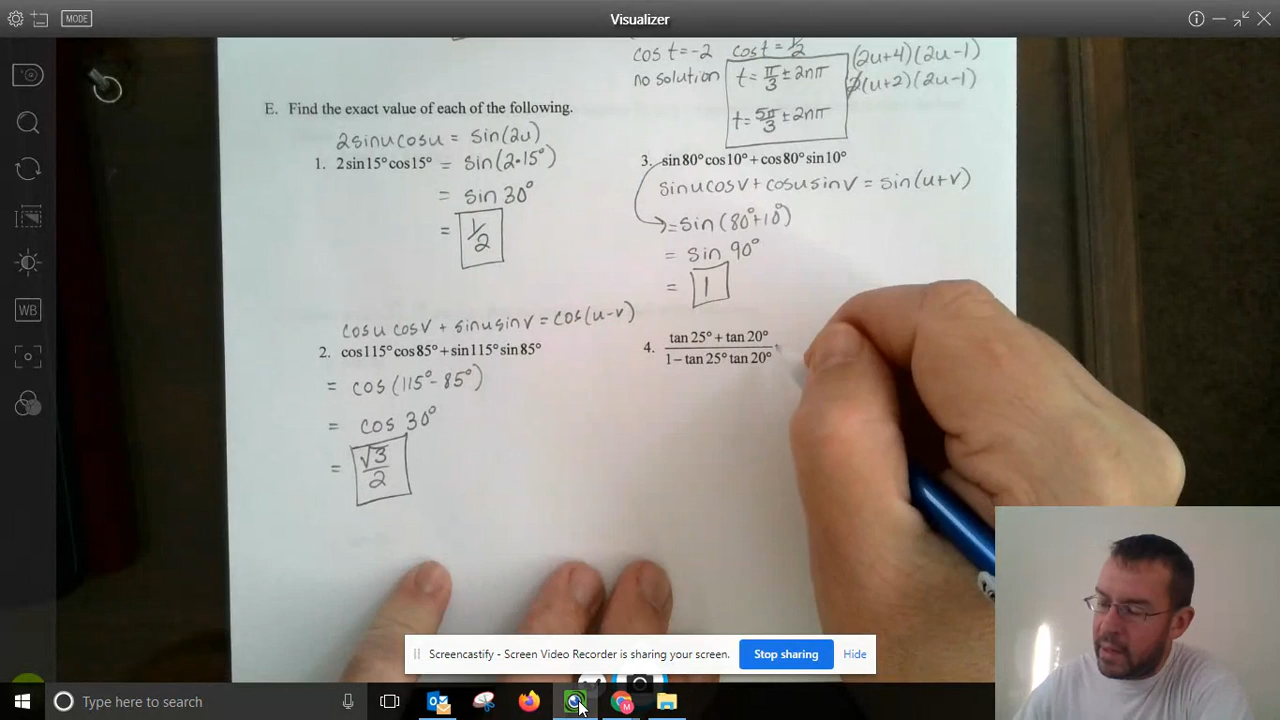 Visualizer
MODE
cos t = -2 cos t = 1/2 (2u+4)(2u-1)
no solution t = π/3 ± 2nπ 2(u+2)(2u-1)
t = 5π/3 ± 2nπ
E. Find the exact value of each of the following.
2sinucosu = sin(2u)
1. 2sin15°cos15° = sin(2•15°)
= sin 30°
= 1/2
3. sin80°cos10°+cos80°sin10°
sinucosv+cosusinv = sin(u+v)
= sin(80°+10°)
= sin 90°
= 1
cosu cosv + sinusinv = cos(u-v)
2. cos115°cos85°+sin115°sin85°
= cos(115°-85°)
= cos 30°
= √3/2
4. tan 25° + tan 20°
1 − tan 25° tan 20°
WB
Screencastify - Screen Video Recorder is sharing your screen. Stop sharing Hide
Type here to search